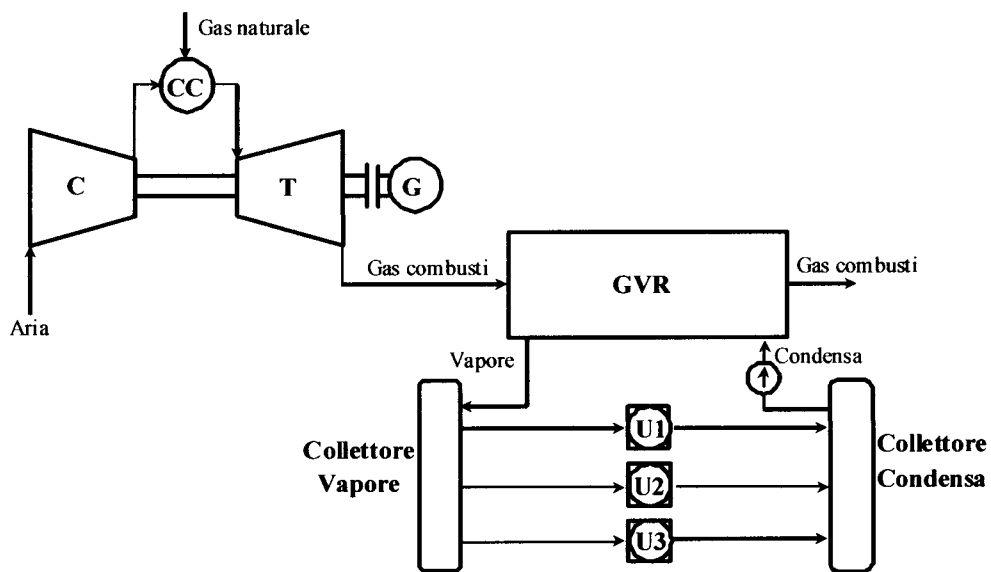 Gas naturale
CC
C
T
G
Gas combusti
Gas combusti
GVR
Aria
Vapore
Condensa
U1
Collettore
Vapore
Collettore
Condensa
U2
U3